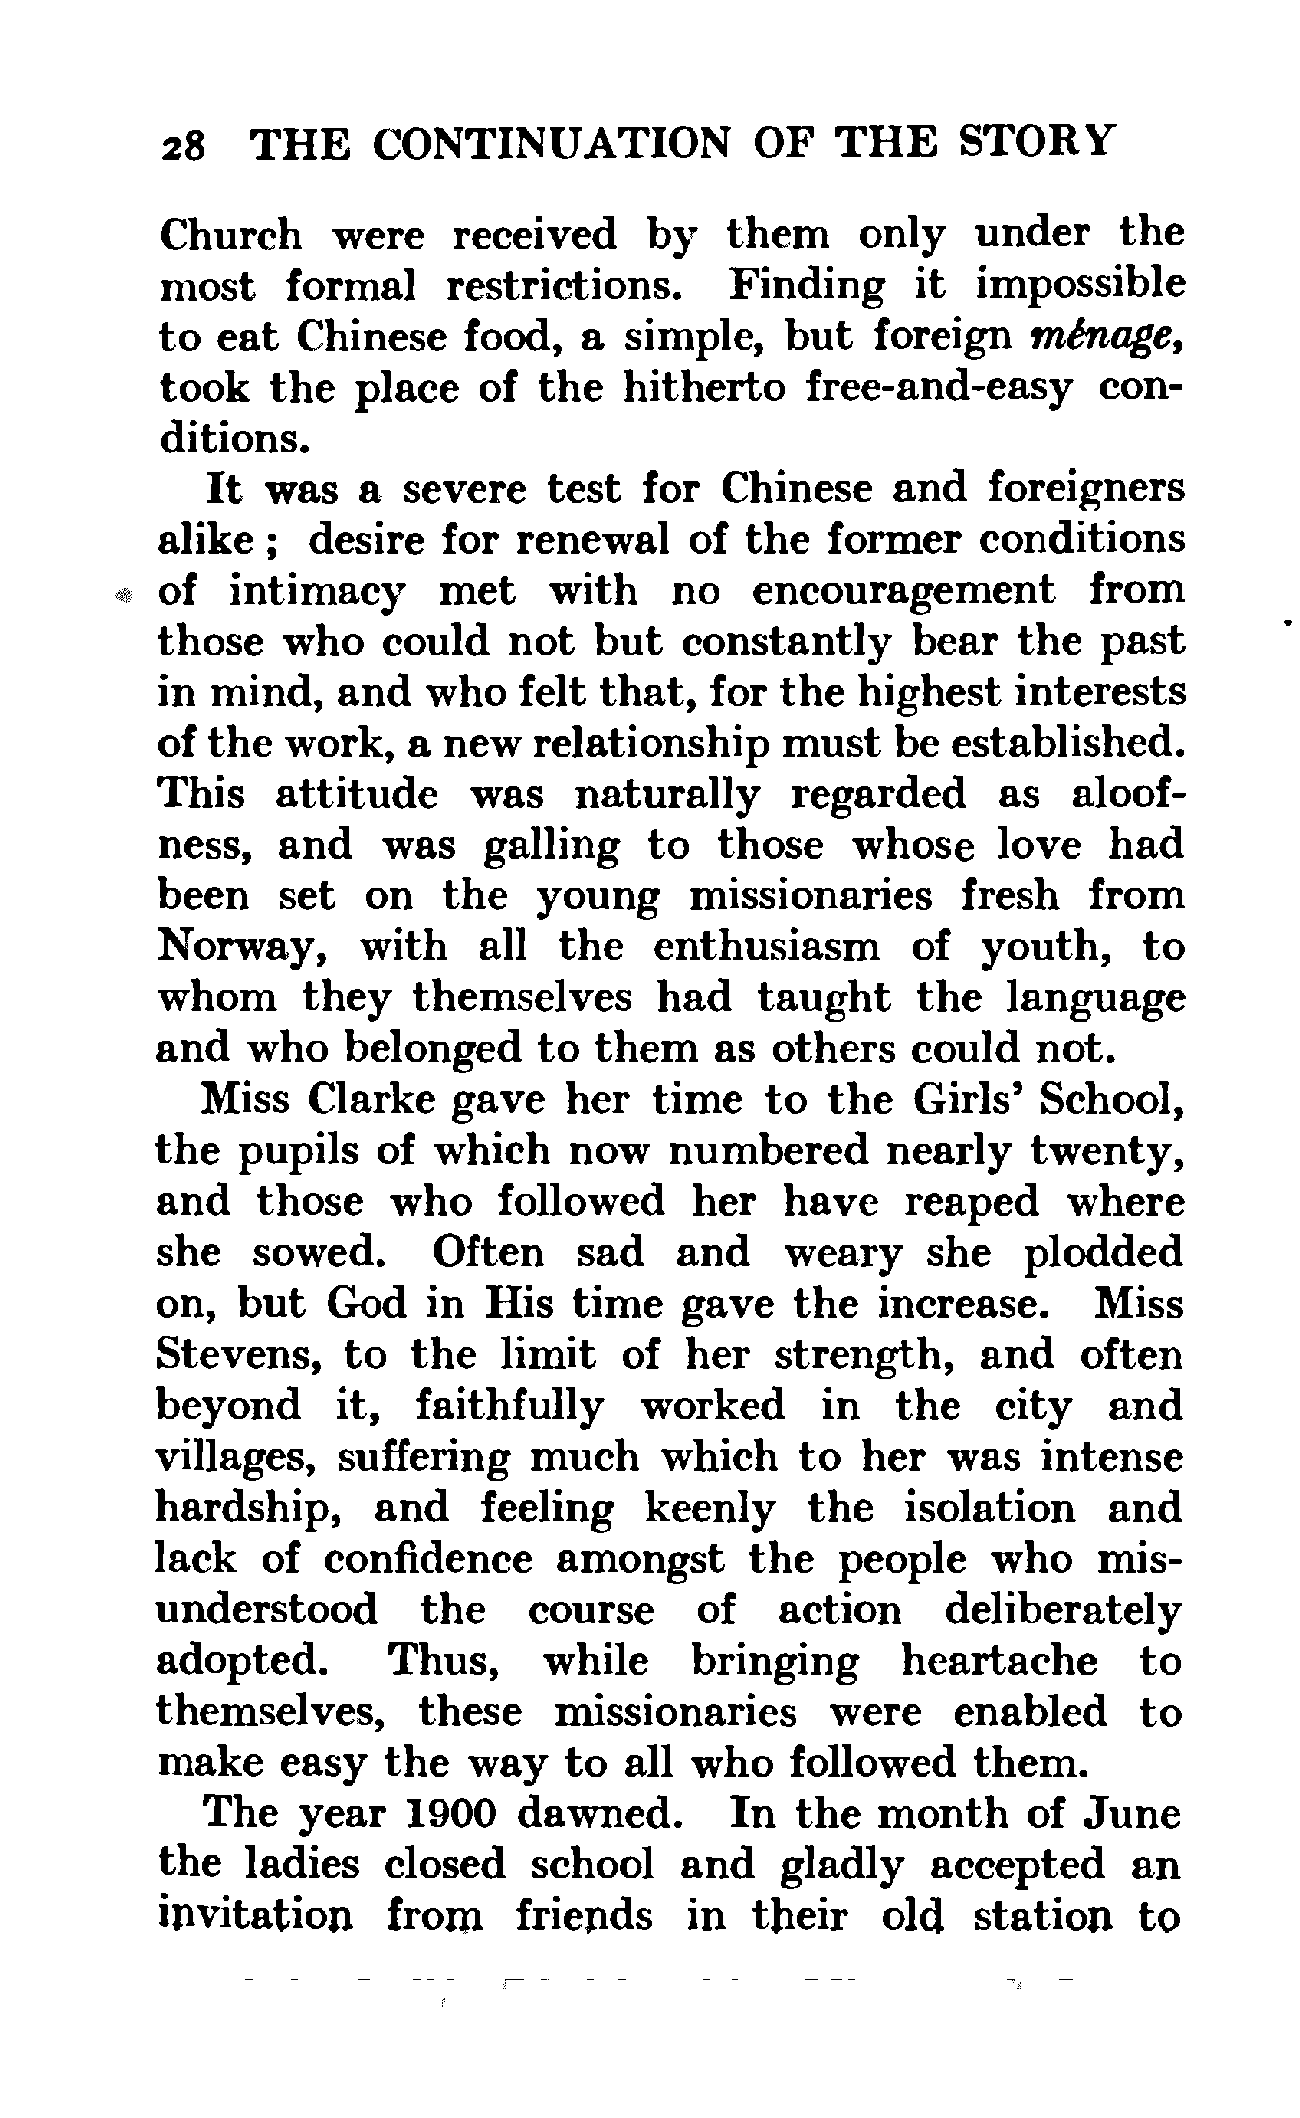 28 THE CONTINUATION OF THE STORY
Church were received by them only under the
most formal restrictions. Finding it impossible
to eat Chinese food, a simple, but foreign ménage,
took the place of the hitherto free-and-easy con-
ditions.
It was a severe test for Chinese and foreigners
alike ; desire for renewal of the former conditions
of intimacy met with no encouragement from
those who could not but constantly bear the past
in mind, and who felt that, for the highest interests
of the work, a new relationship must be established.
This attitude was naturally regarded as aloof-
ness, and was galling to those whose love had
been set on the young missionaries fresh from
Norway, with all the enthusiasm of youth, to
whom they themselves had taught the language
and who belonged to them as others could not.
Miss Clarke gave her time to the Girls' School,
the pupils of which now numbered nearly twenty,
and those who followed her have reaped where
she sowed. Often sad and weary she plodded
on, but God in His time gave the increase. Miss
Stevens, to the limit of her strength, and often
beyond it, faithfully worked in the city and
villages, suffering much which to her was intense
hardship, and feeling keenly the isolation and
lack of confidence amongst the people who mis-
understood the course of action deliberately
adopted. Thus, while bringing heartache to
themselves, these missionaries were enabled to
make easy the way to all who followed them.
The year 1900 dawned. In the month of June
the ladies closed school and gladly accepted an
invitation from friends in their old station to